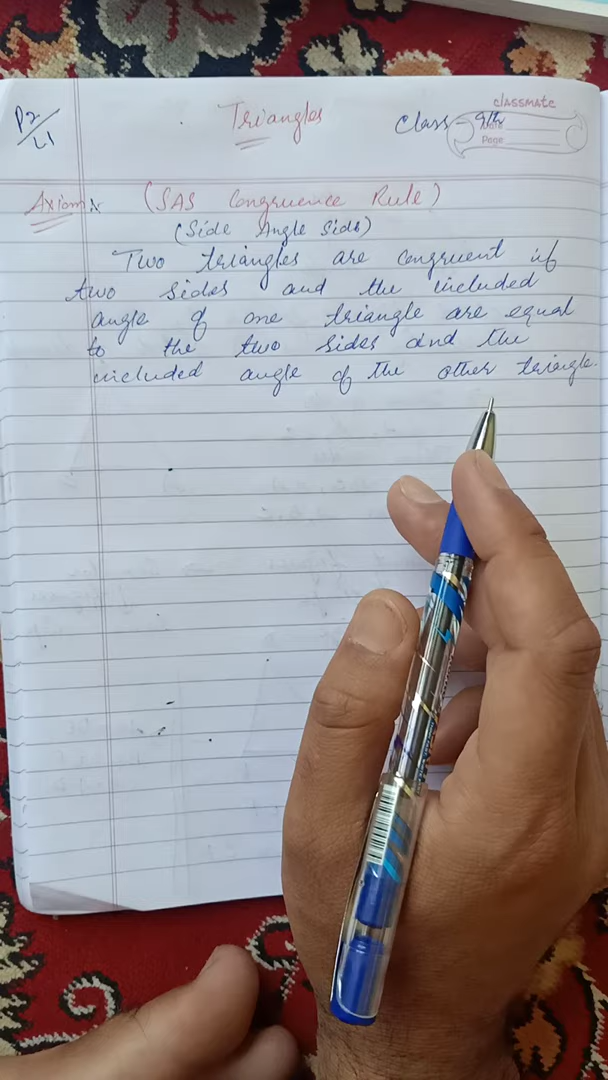 P2/L1
Triangles
Class - 9th
classmate
Date
Page
Axiom:
(SAS Congruence Rule)
(Side Angle Side)
Two triangles are congruent if
two sides and the included
angle of one triangle are equal
to the two sides and the
included angle of the other triangle.